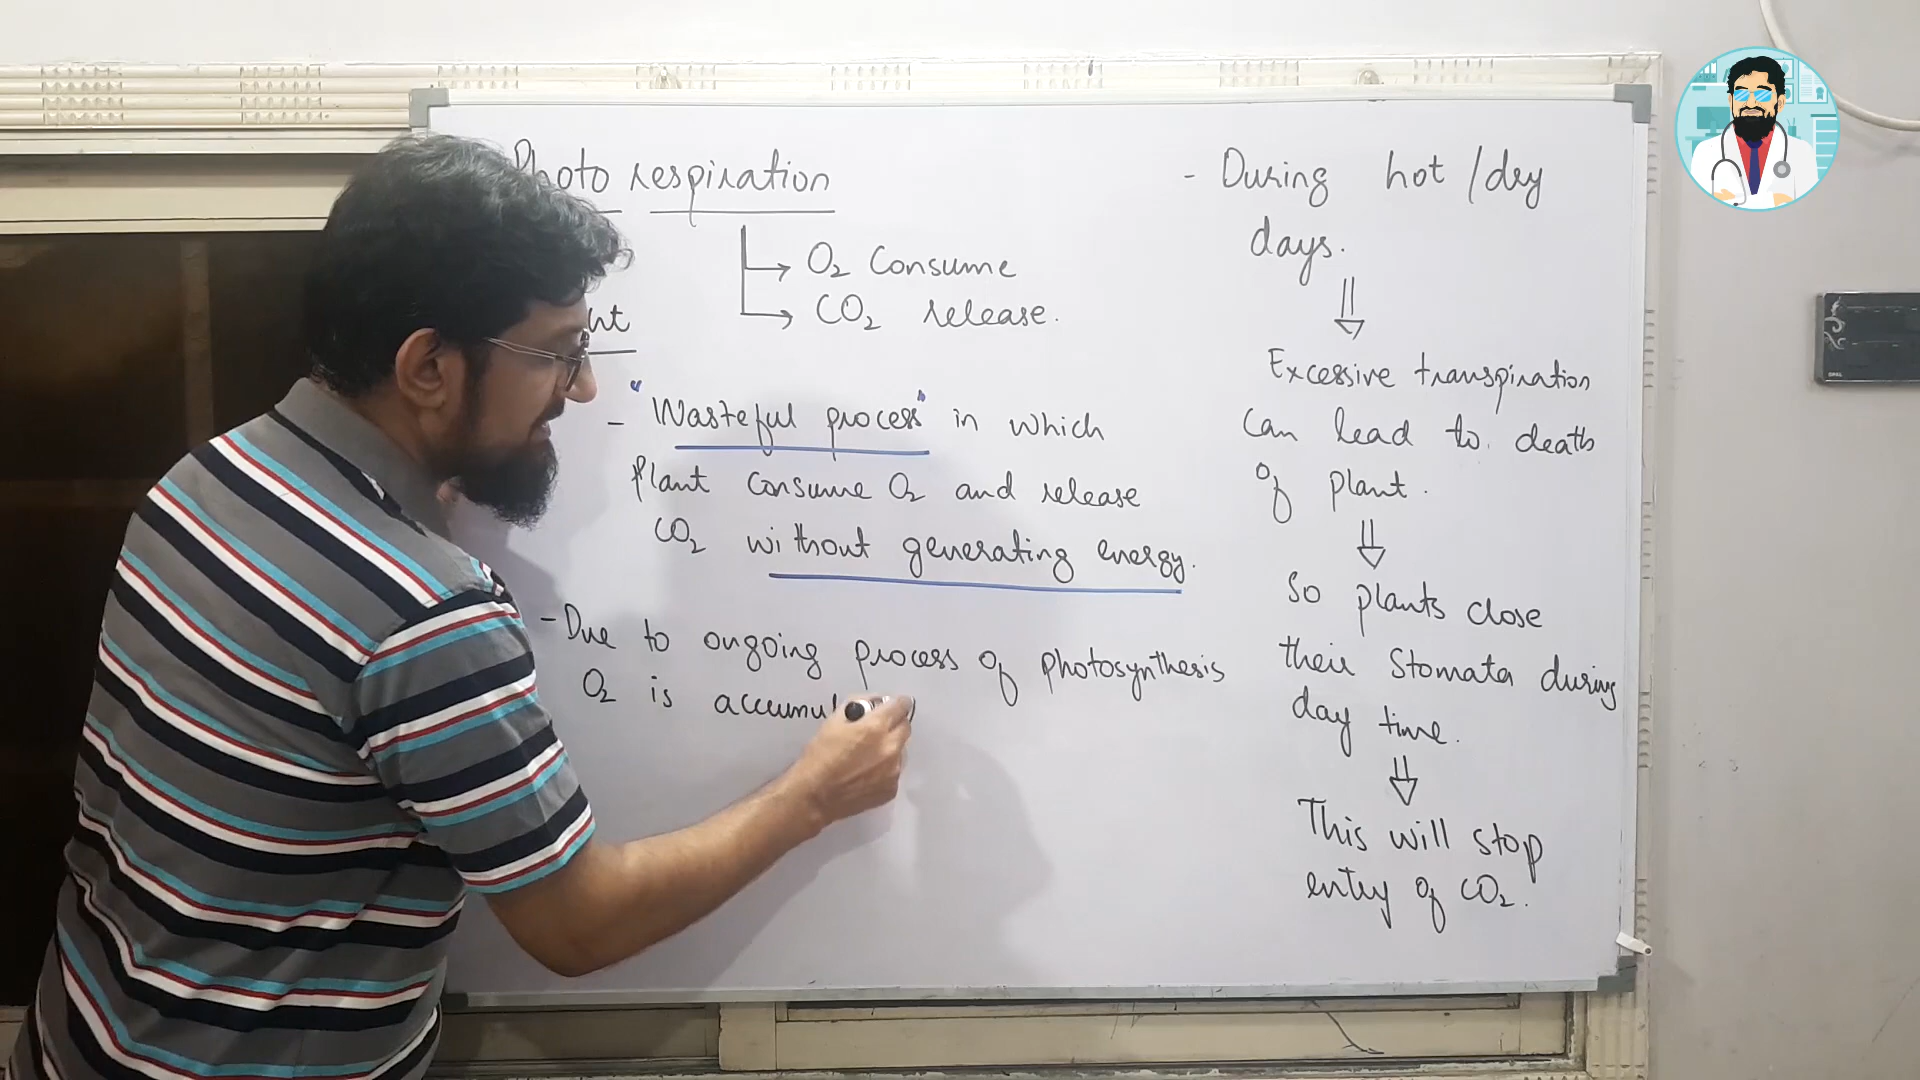 Photo respiration
O₂ Consume
CO₂ release.
- "Wasteful process" in which
Plant consume O₂ and release
CO₂ without generating energy.
- Due to ongoing process of photosynthesis
O₂ is
- During hot / dry
days.
⇓
Excessive transpiration
can lead to death
of plant.
⇓
So plants close
their Stomata during
day time.
⇓
This will stop
entry of CO₂.